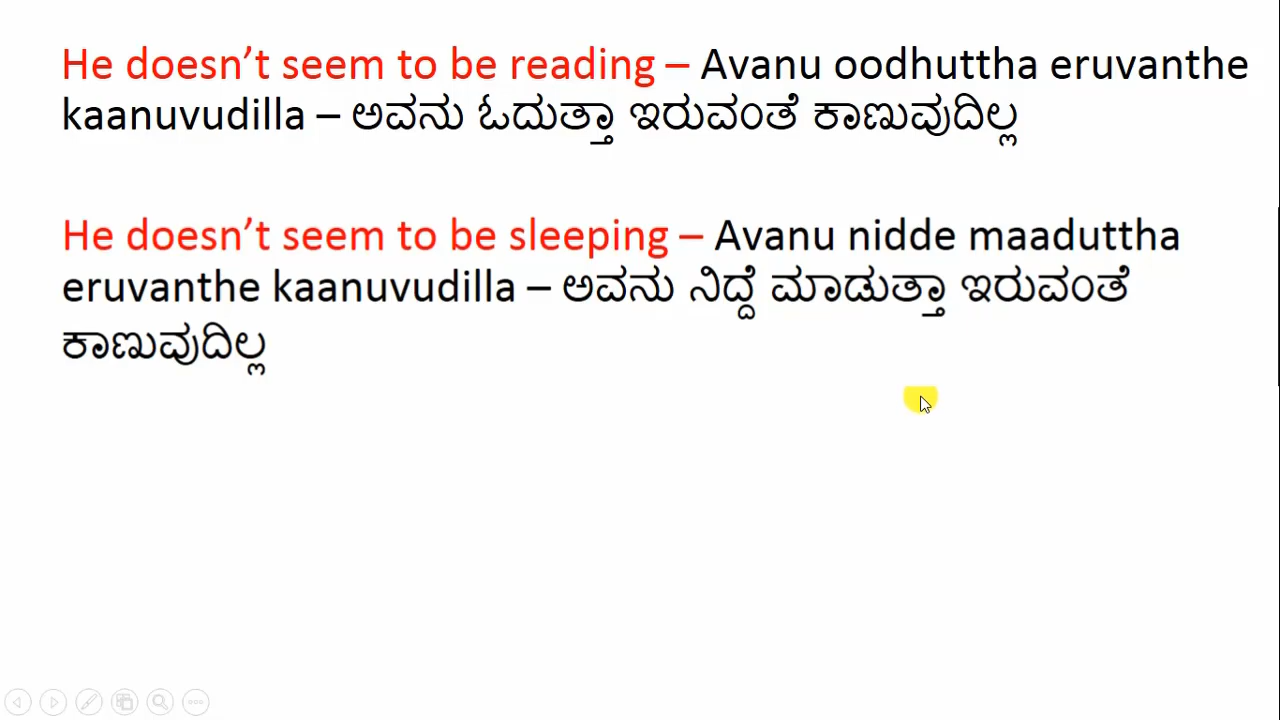 He doesn’t seem to be reading – Avanu oodhuttha eruvanthe
kaanuvudilla – ಅವನು ಓದುತ್ತಾ ಇರುವಂತೆ ಕಾಣುವುದಿಲ್ಲ
He doesn’t seem to be sleeping – Avanu nidde maaduttha
eruvanthe kaanuvudilla – ಅವನು ನಿದ್ದೆ ಮಾಡುತ್ತಾ ಇರುವಂತೆ
ಕಾಣುವುದಿಲ್ಲ